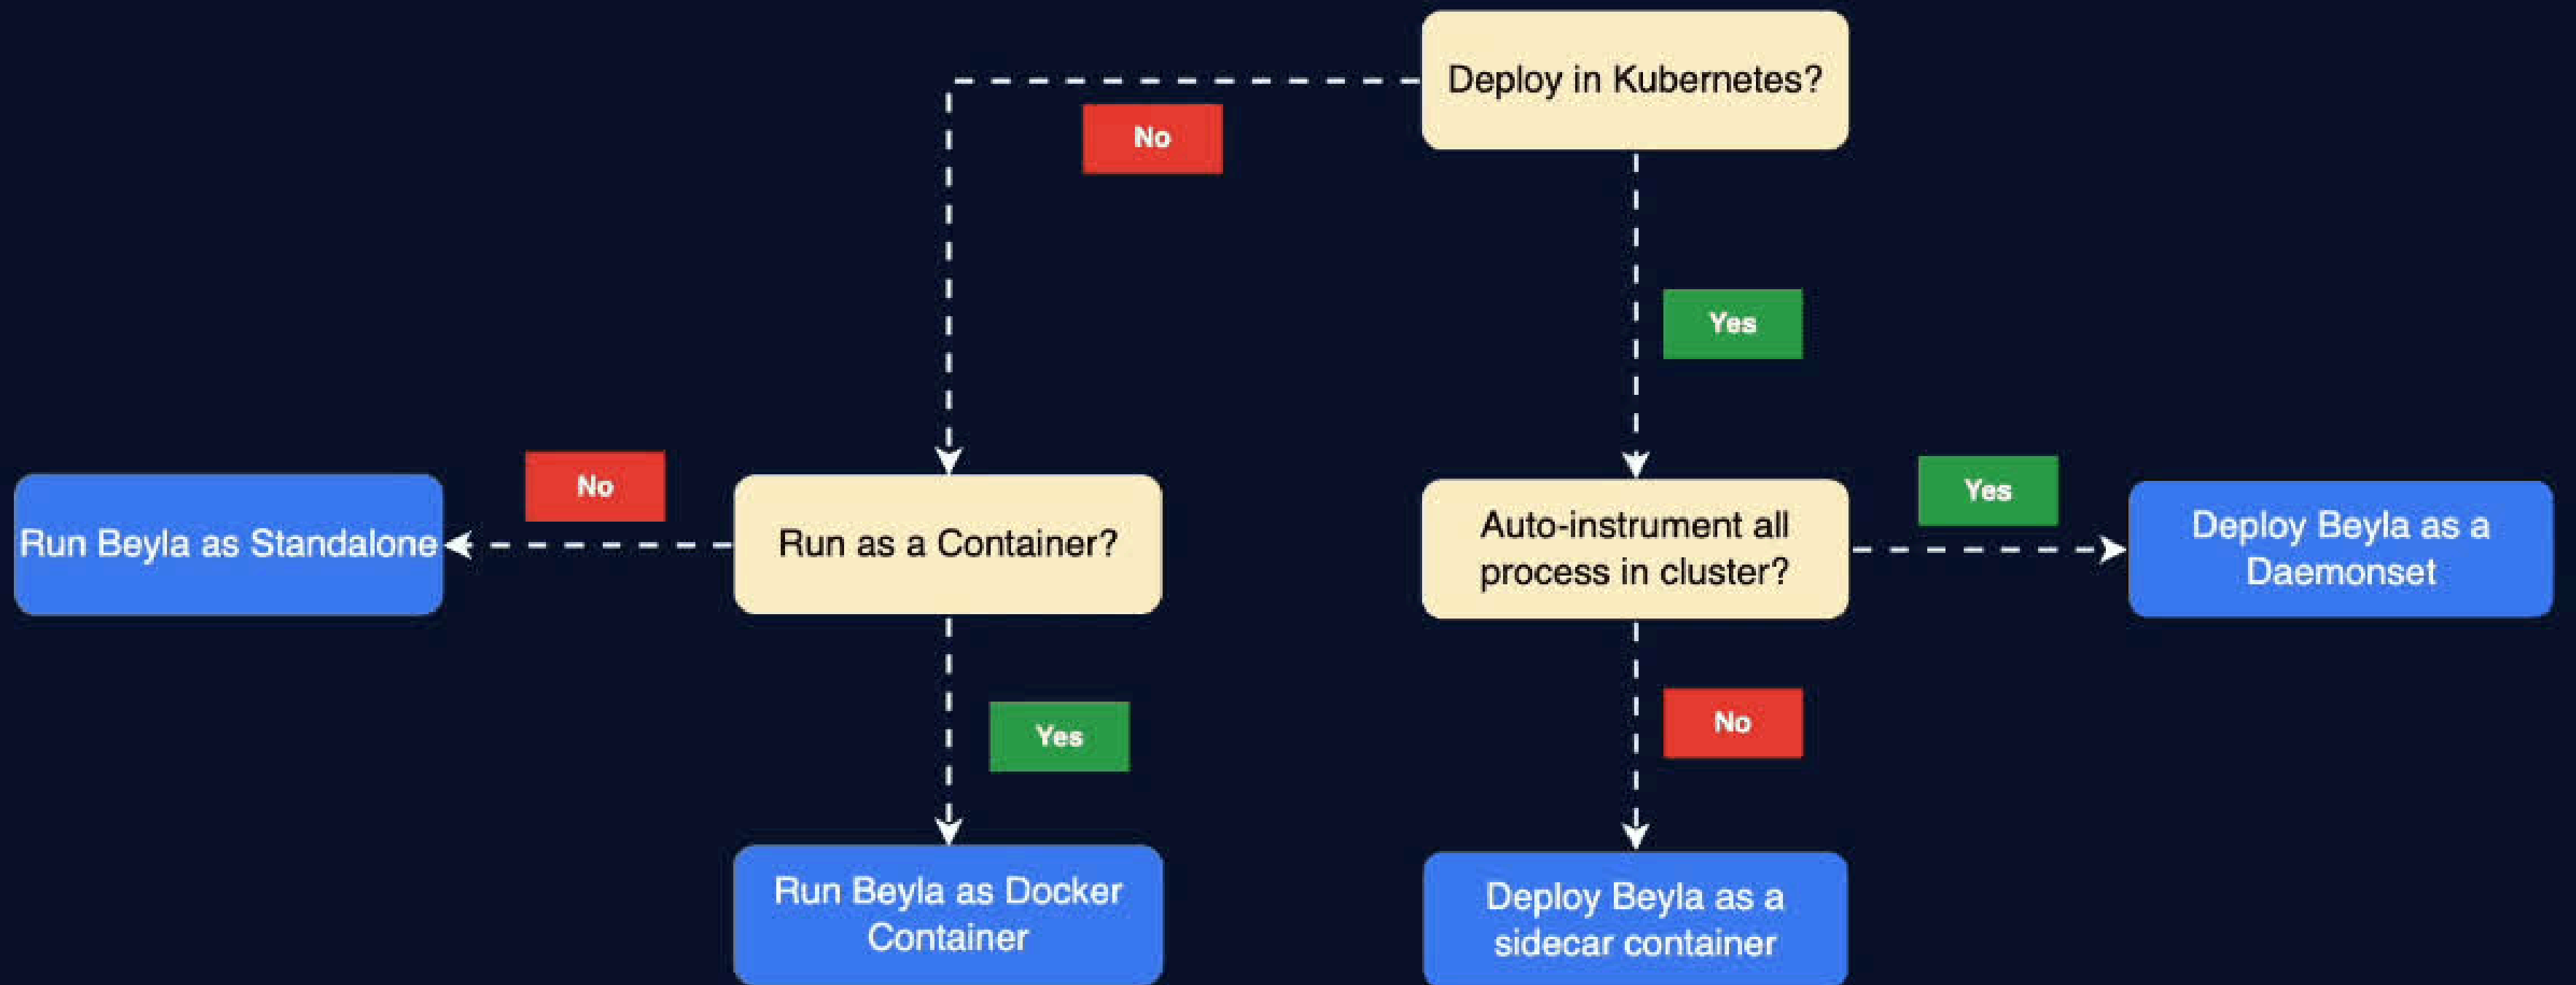 Deploy in Kubernetes?
No
Yes
No
Yes
Run Beyla as Standalone
Run as a Container?
Auto-instrument all
process in cluster?
Deploy Beyla as a
Daemonset
Yes
No
Run Beyla as Docker
Container
Deploy Beyla as a
sidecar container